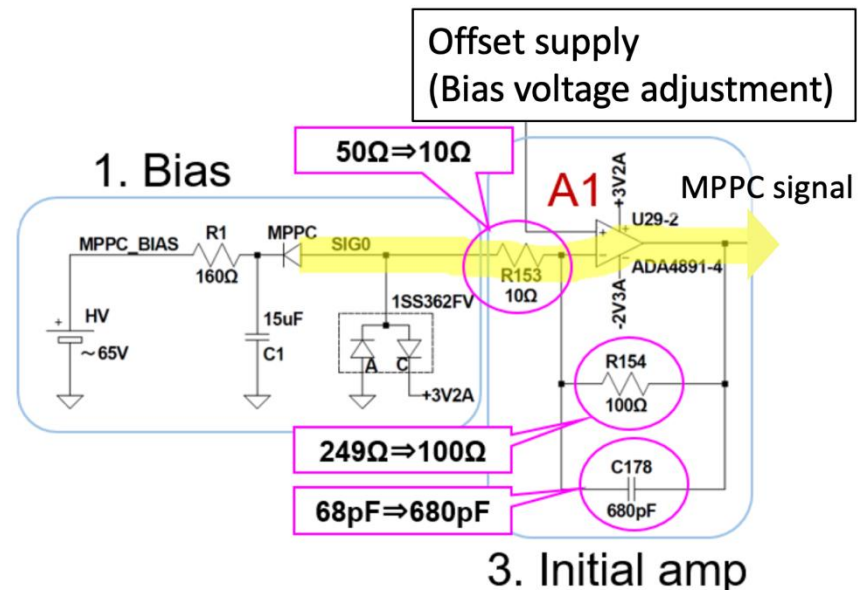 Offset supply
(Bias voltage adjustment)
50Ω⇒10Ω
1. Bias
A1
+3V2A
MPPC signal
R1
MPPC
SIG0
U29-2
MPPC_BIAS
+
-
160Ω
R153
10Ω
ADA4891-4
-2V3A
1SS362FV
+ HV
~65V
15uF
C1
A C
+3V2A
R154
100Ω
249Ω⇒100Ω
C178
68pF⇒680pF
680pF
3. Initial amp